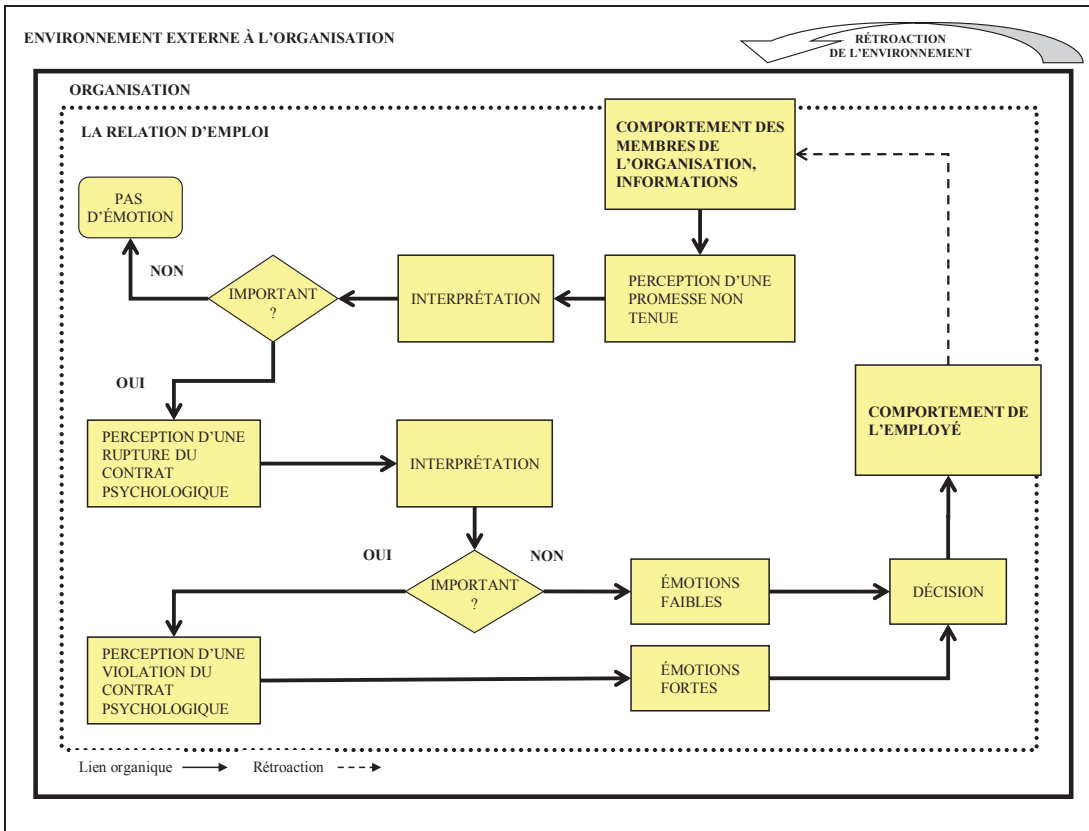 ENVIRONNEMENT EXTERNE À L'ORGANISATION
RÉTROACTION
DE L'ENVIRONNEMENT
ORGANISATION
LA RELATION D'EMPLOI
COMPORTEMENT DES
MEMBRES DE
L'ORGANISATION,
INFORMATIONS
PAS
D'ÉMOTION
NON
IMPORTANT
?
INTERPRÉTATION
PERCEPTION D'UNE
PROMESSE NON
TENUE
OUI
PERCEPTION D'UNE
RUPTURE DU
CONTRAT
PSYCHOLOGIQUE
INTERPRÉTATION
COMPORTEMENT DE
L'EMPLOYÉ
OUI
NON
IMPORTANT
?
ÉMOTIONS
FAIBLES
DÉCISION
PERCEPTION D'UNE
VIOLATION DU
CONTRAT
PSYCHOLOGIQUE
ÉMOTIONS
FORTES
Lien organique
Rétroaction